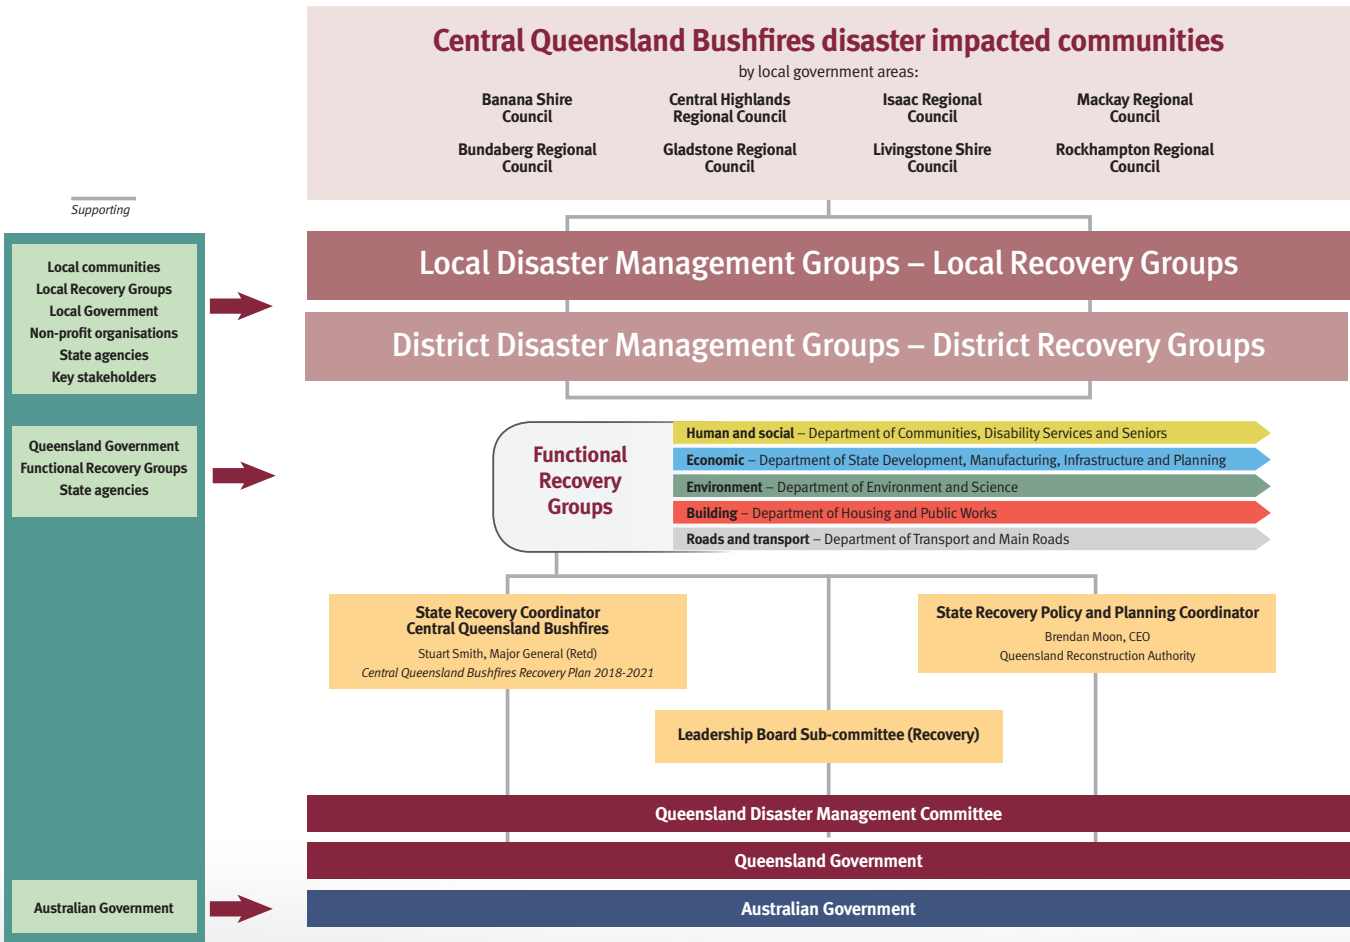 Central Queensland Bushfires disaster impacted communities
by local government areas:
Banana Shire
Council
Central Highlands
Regional Council
Isaac Regional
Council
Mackay Regional
Council
Bundaberg Regional
Council
Gladstone Regional
Council
Livingstone Shire
Council
Rockhampton Regional
Council
Supporting
Local communities
Local Recovery Groups
Local Government
Non-profit organisations
State agencies
Key stakeholders
Local Disaster Management Groups – Local Recovery Groups
District Disaster Management Groups – District Recovery Groups
Queensland Government
Functional Recovery Groups
State agencies
Functional
Recovery
Groups
Human and social – Department of Communities, Disability Services and Seniors
Economic – Department of State Development, Manufacturing, Infrastructure and Planning
Environment – Department of Environment and Science
Building – Department of Housing and Public Works
Roads and transport – Department of Transport and Main Roads
State Recovery Coordinator
Central Queensland Bushfires
Stuart Smith, Major General (Retd)
Central Queensland Bushfires Recovery Plan 2018-2021
State Recovery Policy and Planning Coordinator
Brendan Moon, CEO
Queensland Reconstruction Authority
Leadership Board Sub-committee (Recovery)
Queensland Disaster Management Committee
Queensland Government
Australian Government
Australian Government